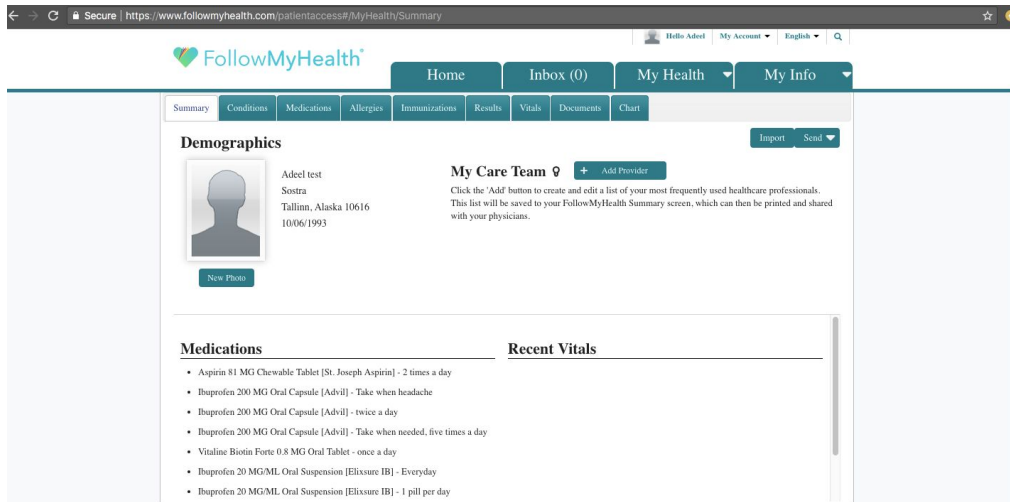 Secure | https://www.followmyhealth.com/patientaccess#/MyHealth/Summary
Hello Adeel My Account English
FollowMyHealth®
Home Inbox (0) My Health My Info
Summary Conditions Medications Allergies Immunizations Results Vitals Documents Chart
Import Send
Demographics
Adeel test
Sostra
Tallinn, Alaska 10616
10/06/1993
New Photo
My Care Team + Add Provider
Click the 'Add' button to create and edit a list of your most frequently used healthcare professionals.
This list will be saved to your FollowMyHealth Summary screen, which can then be printed and shared
with your physicians.
Medications
• Aspirin 81 MG Chewable Tablet [St. Joseph Aspirin] - 2 times a day
• Ibuprofen 200 MG Oral Capsule [Advil] - Take when headache
• Ibuprofen 200 MG Oral Capsule [Advil] - twice a day
• Ibuprofen 200 MG Oral Capsule [Advil] - Take when needed, five times a day
• Vitaline Biotin Forte 0.8 MG Oral Tablet - once a day
• Ibuprofen 20 MG/ML Oral Suspension [Elixsure IB] - Everyday
• Ibuprofen 20 MG/ML Oral Suspension [Elixsure IB] - 1 pill per day
Recent Vitals